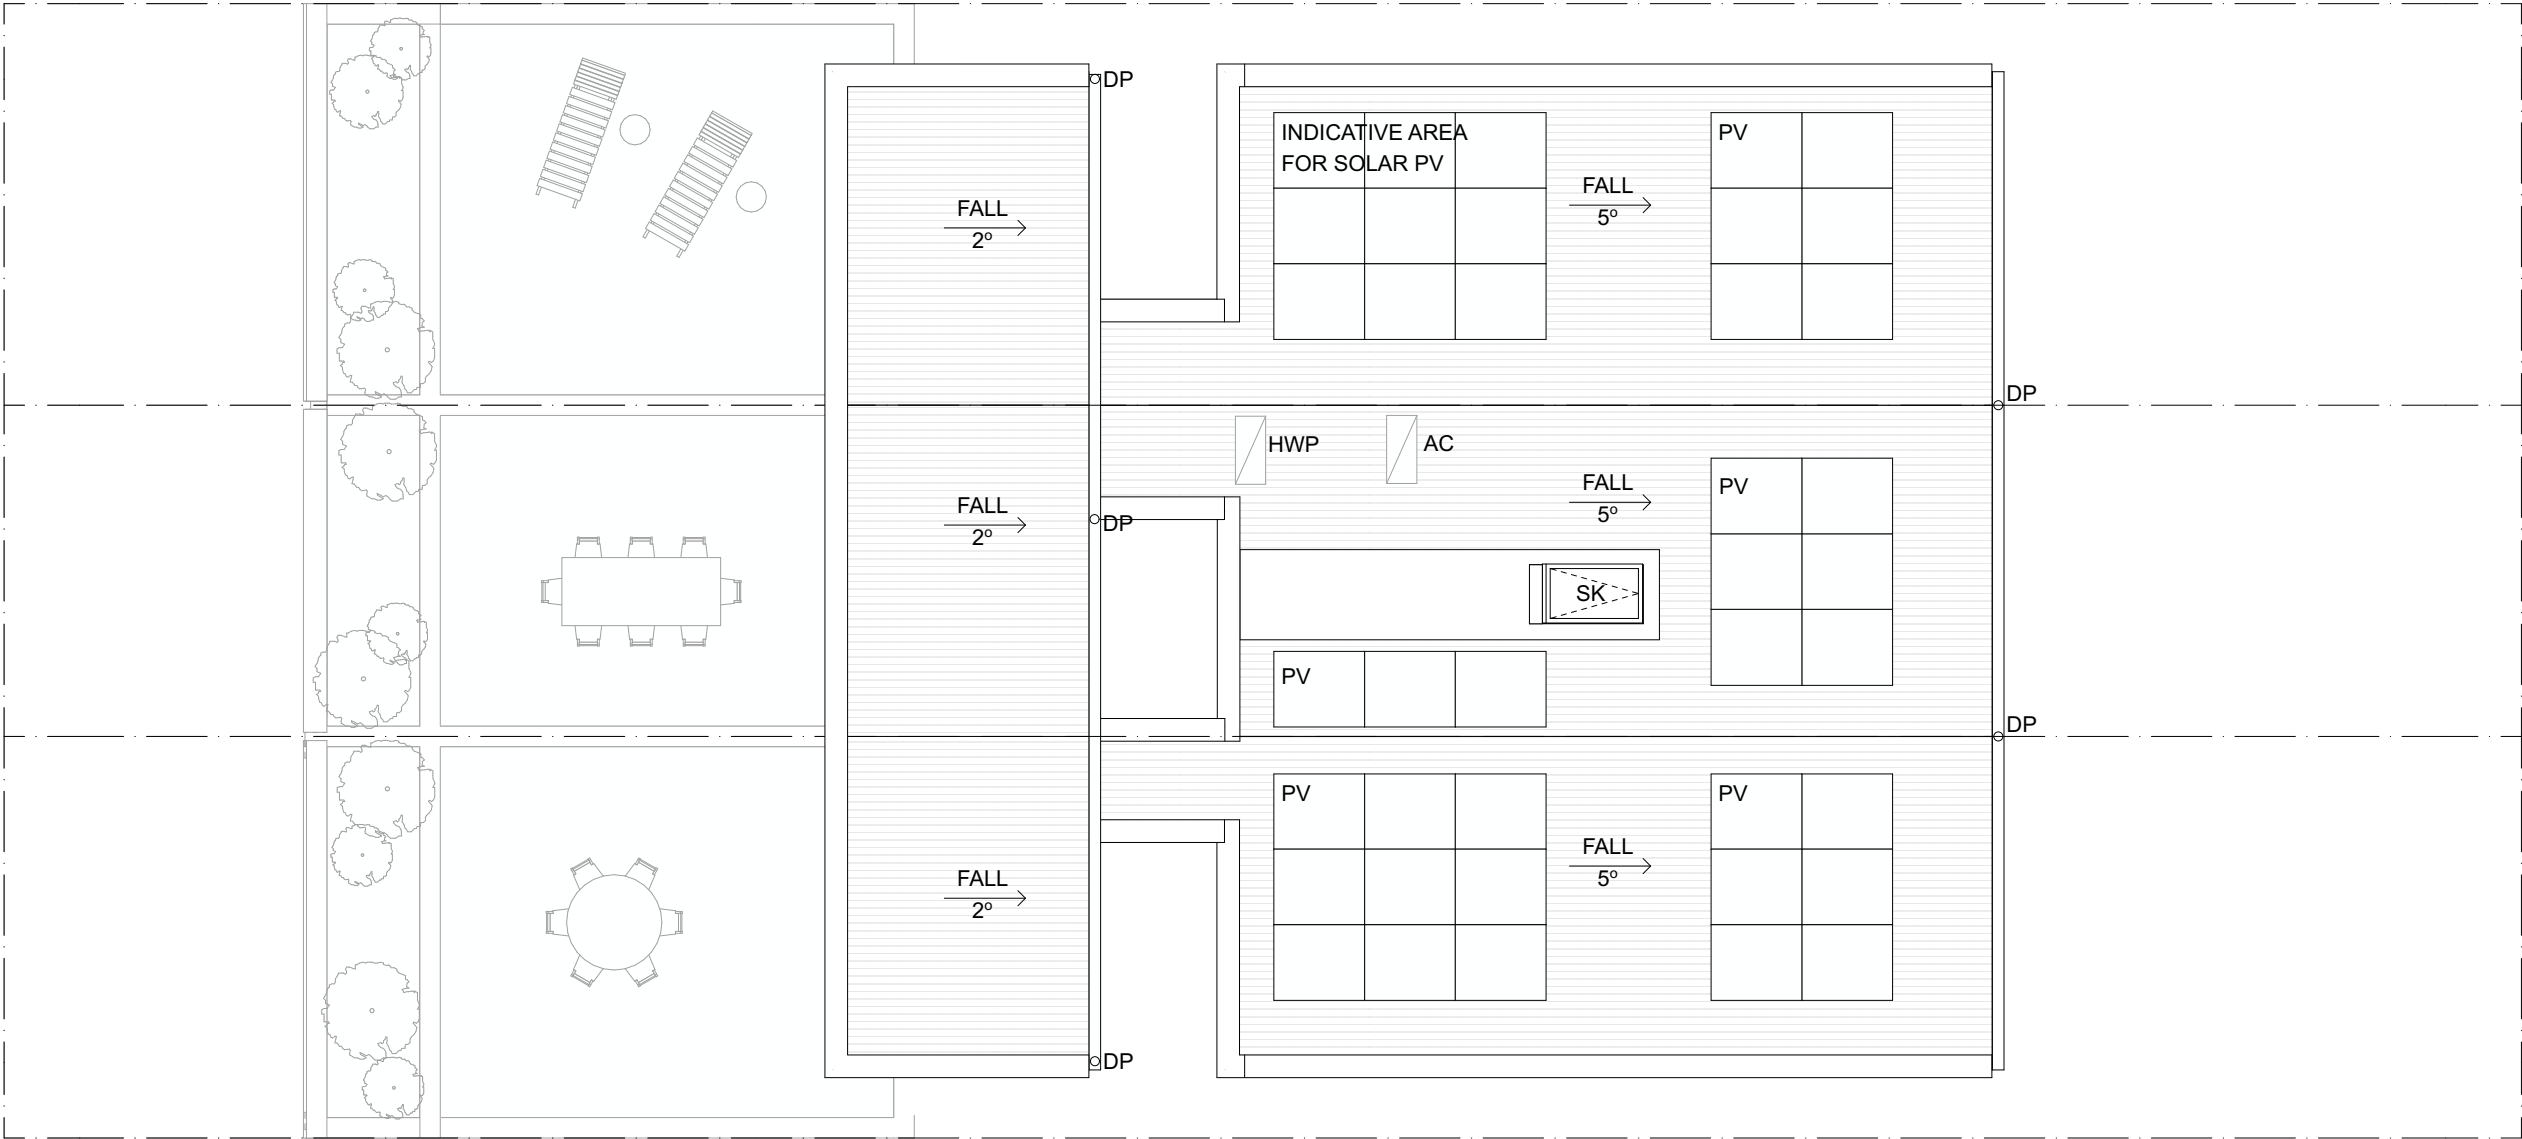 DP
INDICATIVE AREA
FOR SOLAR PV
PV
FALL
5º
FALL
2º
DP
HWP
AC
FALL
5º
PV
FALL
2º
DP
SK
PV
DP
PV
PV
FALL
5º
FALL
2º
DP